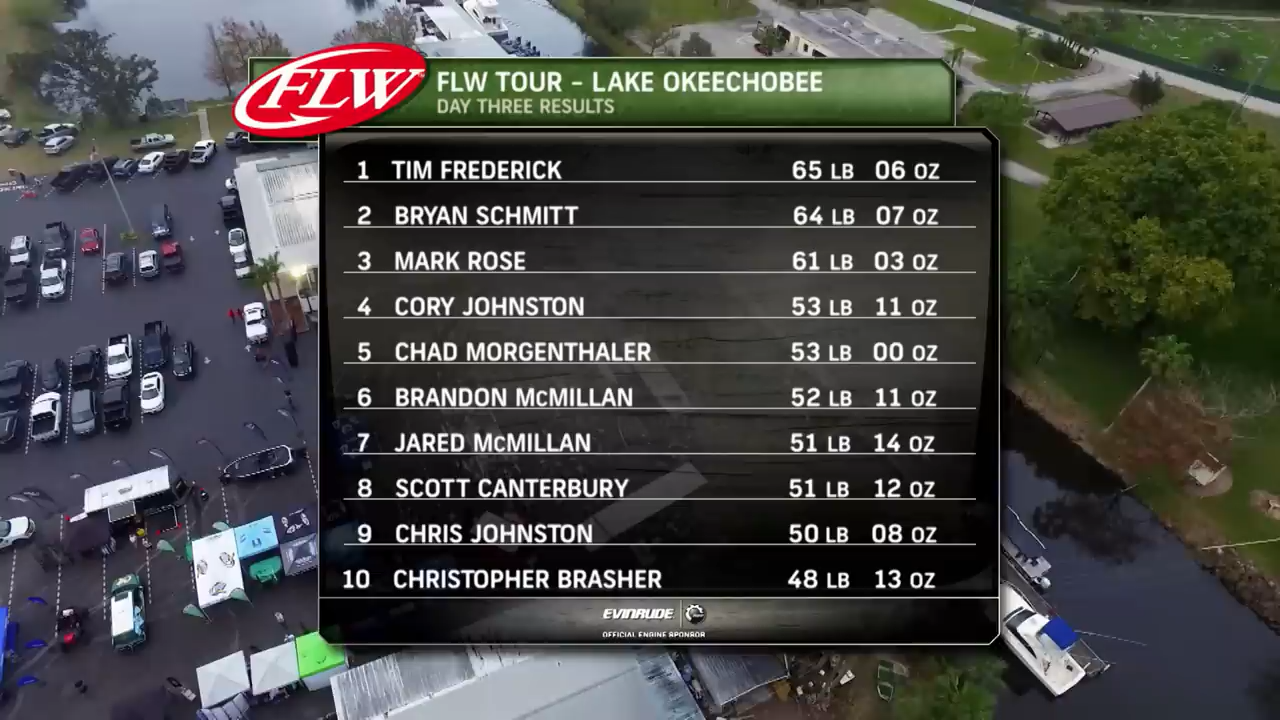 FLW
FLW TOUR - LAKE OKEECHOBEE
DAY THREE RESULTS
1 TIM FREDERICK 65 LB 06 OZ
2 BRYAN SCHMITT 64 LB 07 OZ
3 MARK ROSE 61 LB 03 OZ
4 CORY JOHNSTON 53 LB 11 OZ
5 CHAD MORGENTHALER 53 LB 00 OZ
6 BRANDON McMILLAN 52 LB 11 OZ
7 JARED McMILLAN 51 LB 14 OZ
8 SCOTT CANTERBURY 51 LB 12 OZ
9 CHRIS JOHNSTON 50 LB 08 OZ
10 CHRISTOPHER BRASHER 48 LB 13 OZ
EVINRUDE
OFFICIAL ENGINE SPONSOR